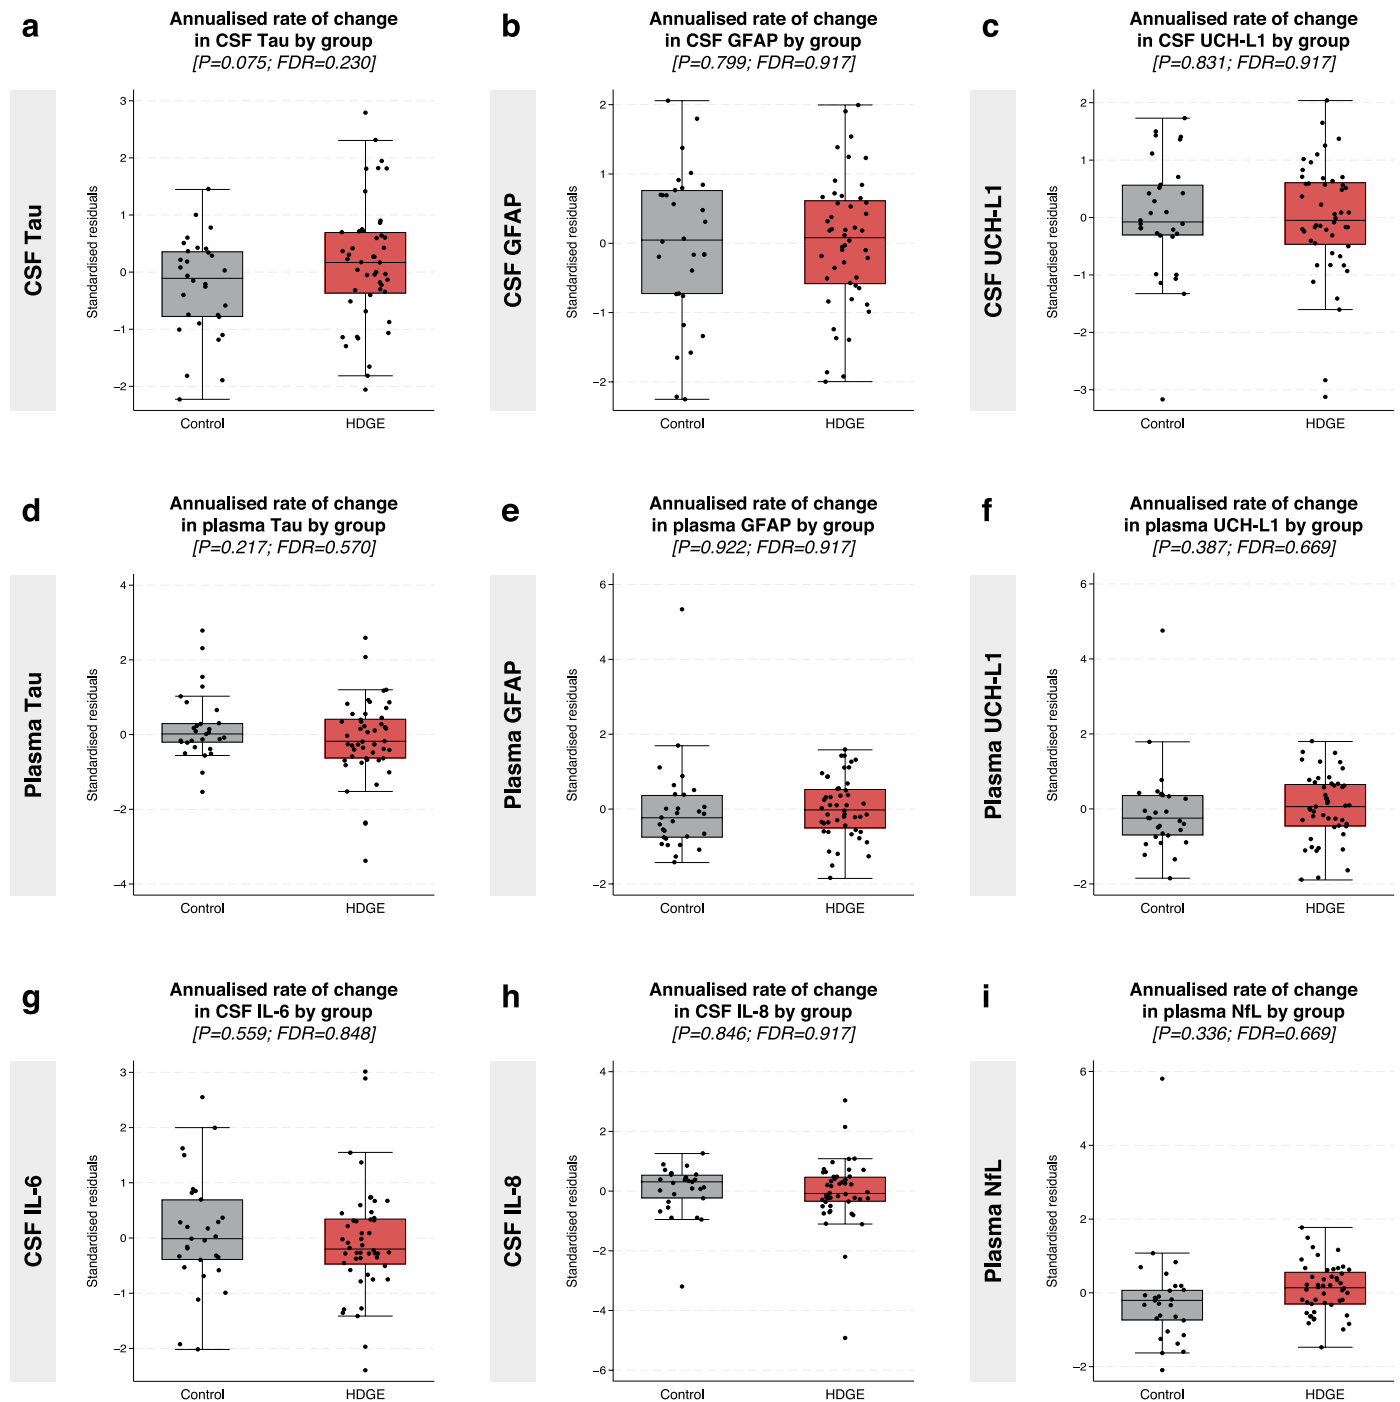 a
Annualised rate of change
in CSF Tau by group
[P=0.075; FDR=0.230]
CSF Tau
Standardised residuals
3
2
1
0
−1
−2
Control
HDGE
b
Annualised rate of change
in CSF GFAP by group
[P=0.799; FDR=0.917]
CSF GFAP
Standardised residuals
2
1
0
−1
−2
Control
HDGE
c
Annualised rate of change
in CSF UCH-L1 by group
[P=0.831; FDR=0.917]
CSF UCH-L1
Standardised residuals
2
1
0
−1
−2
−3
Control
HDGE
d
Annualised rate of change
in plasma Tau by group
[P=0.217; FDR=0.570]
Plasma Tau
Standardised residuals
4
2
0
−2
−4
Control
HDGE
e
Annualised rate of change
in plasma GFAP by group
[P=0.922; FDR=0.917]
Plasma GFAP
Standardised residuals
6
4
2
0
−2
Control
HDGE
f
Annualised rate of change
in plasma UCH-L1 by group
[P=0.387; FDR=0.669]
Plasma UCH-L1
Standardised residuals
6
4
2
0
−2
Control
HDGE
g
Annualised rate of change
in CSF IL-6 by group
[P=0.559; FDR=0.848]
CSF IL-6
Standardised residuals
3
2
1
0
−1
−2
Control
HDGE
h
Annualised rate of change
in CSF IL-8 by group
[P=0.846; FDR=0.917]
CSF IL-8
Standardised residuals
4
2
0
−2
−4
−6
Control
HDGE
i
Annualised rate of change
in plasma NfL by group
[P=0.336; FDR=0.669]
Plasma NfL
Standardised residuals
6
4
2
0
−2
Control
HDGE